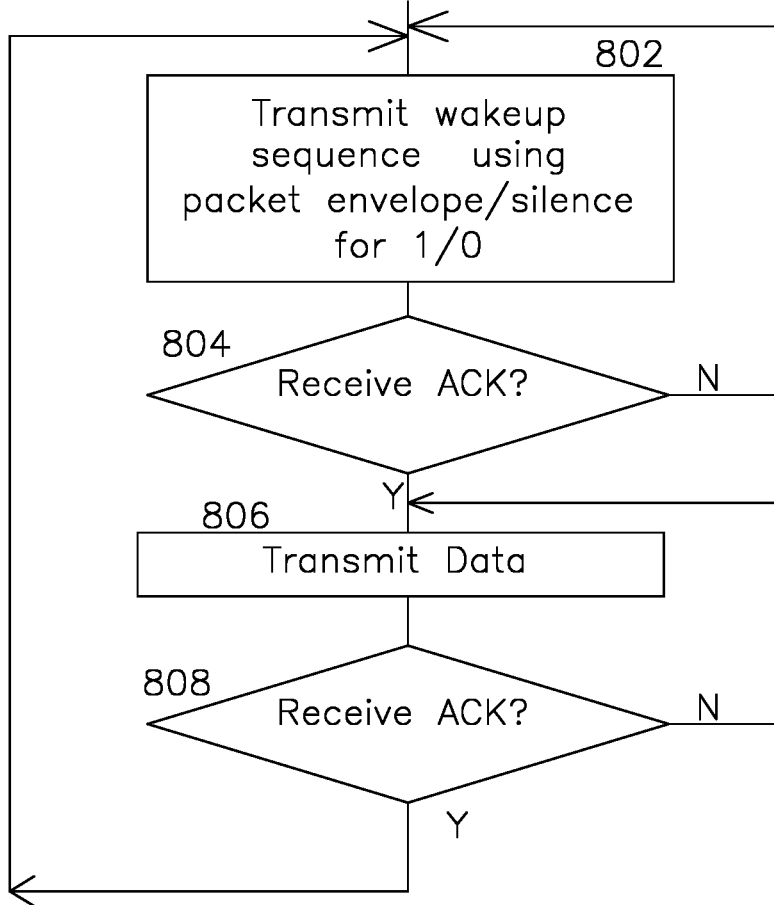 802
Transmit wakeup
sequence using
packet envelope/silence
for 1/0
804
Receive ACK?
N
Y
806
Transmit Data
808
Receive ACK?
N
Y